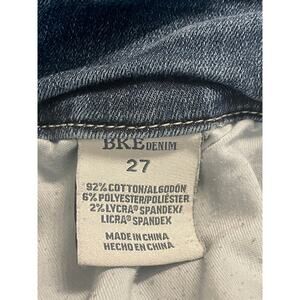 BKE DENIM
27
92% COTTON/ALGODÓN
6% POLYESTER/POLIÉSTER
2% LYCRA® SPANDEX/
LICRA® SPANDEX
MADE IN CHINA
HECHO EN CHINA